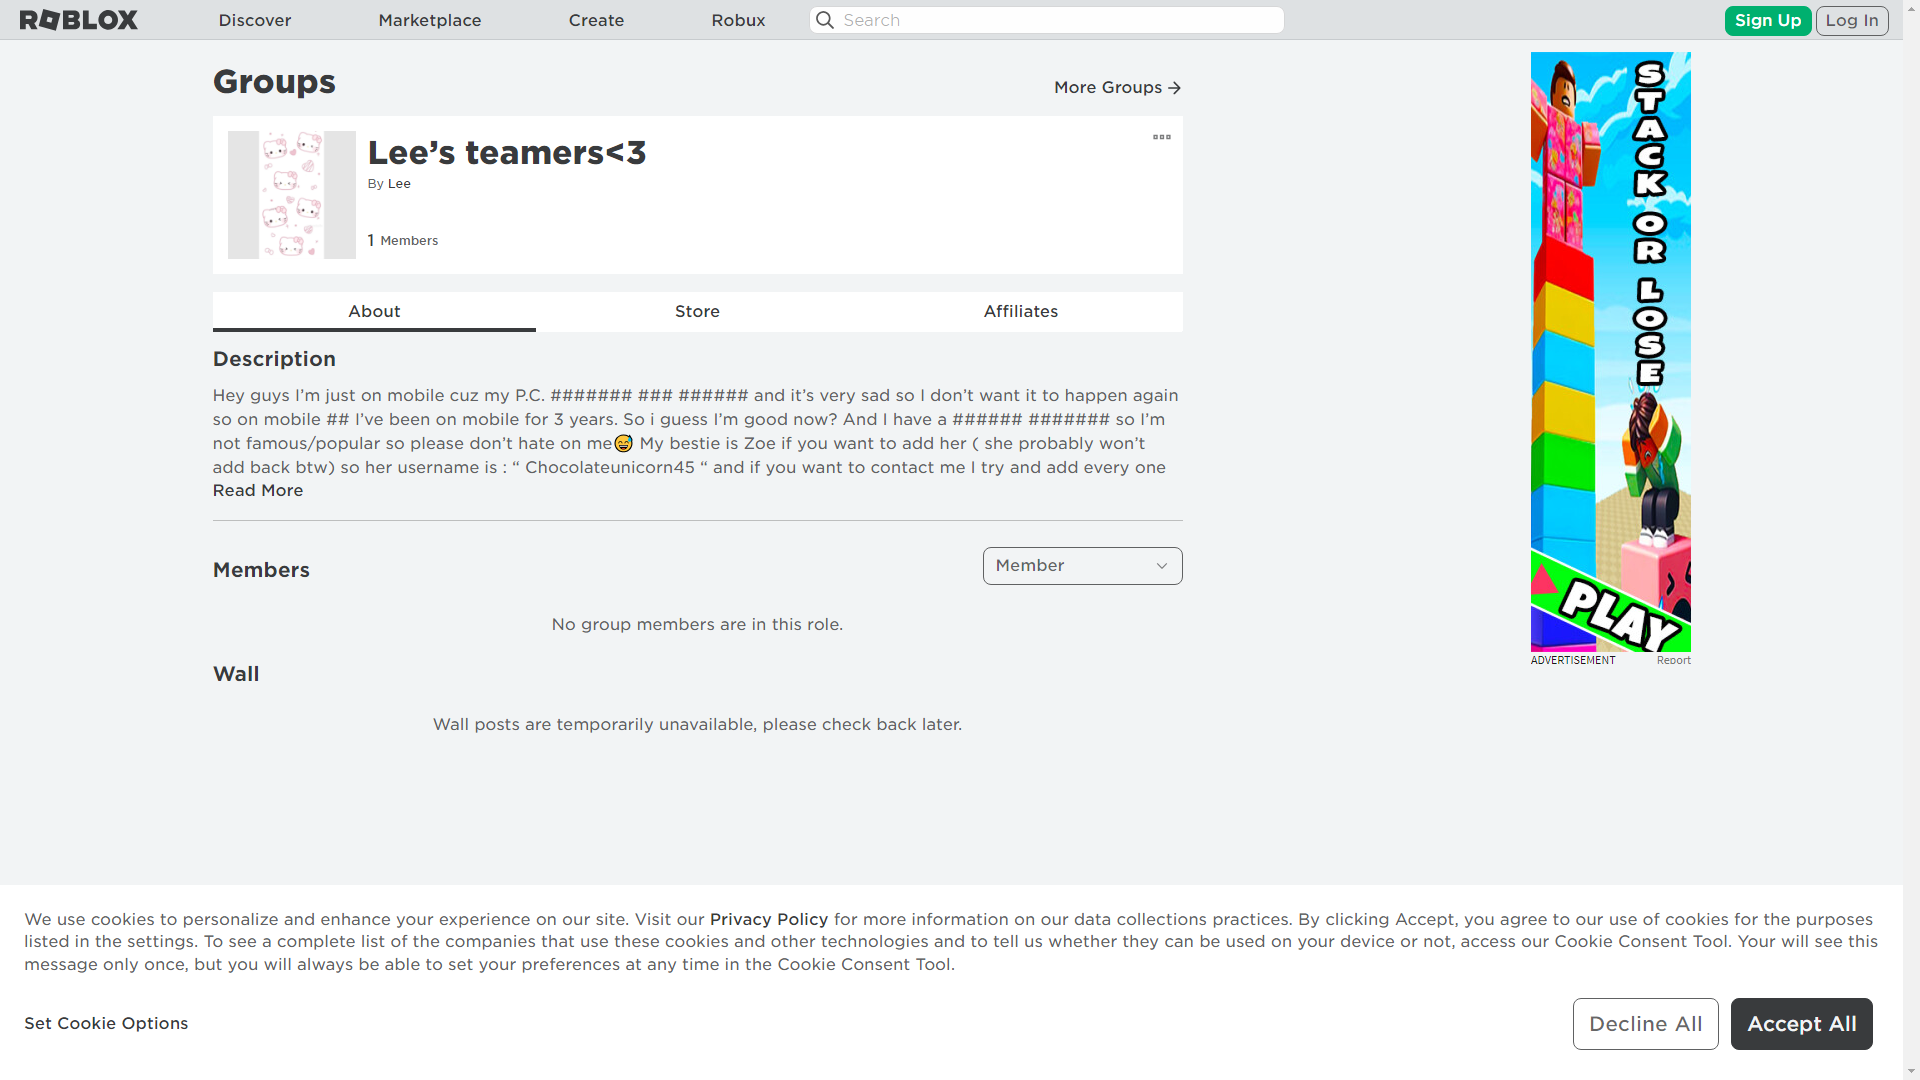 ROBLOX
Discover
Marketplace
Create
Robux
Search
Sign Up
Log In
Groups
More Groups
Lee’s teamers<3
By Lee
1 Members
About
Store
Affiliates
Description
Hey guys I’m just on mobile cuz my P.C. ####### ### ###### and it’s very sad so I don’t want it to happen again
so on mobile ## I’ve been on mobile for 3 years. So i guess I’m good now? And I have a ###### ####### so I’m
not famous/popular so please don’t hate on me😅 My bestie is Zoe if you want to add her ( she probably won’t
add back btw) so her username is : “ Chocolateunicorn45 “ and if you want to contact me I try and add every one
Read More
Members
Member
No group members are in this role.
Wall
Wall posts are temporarily unavailable, please check back later.
STACK OR LOSE
PLAY
ADVERTISEMENT
Report
We use cookies to personalize and enhance your experience on our site. Visit our Privacy Policy for more information on our data collections practices. By clicking Accept, you agree to our use of cookies for the purposes
listed in the settings. To see a complete list of the companies that use these cookies and other technologies and to tell us whether they can be used on your device or not, access our Cookie Consent Tool. Your will see this
message only once, but you will always be able to set your preferences at any time in the Cookie Consent Tool.
Set Cookie Options
Decline All
Accept All